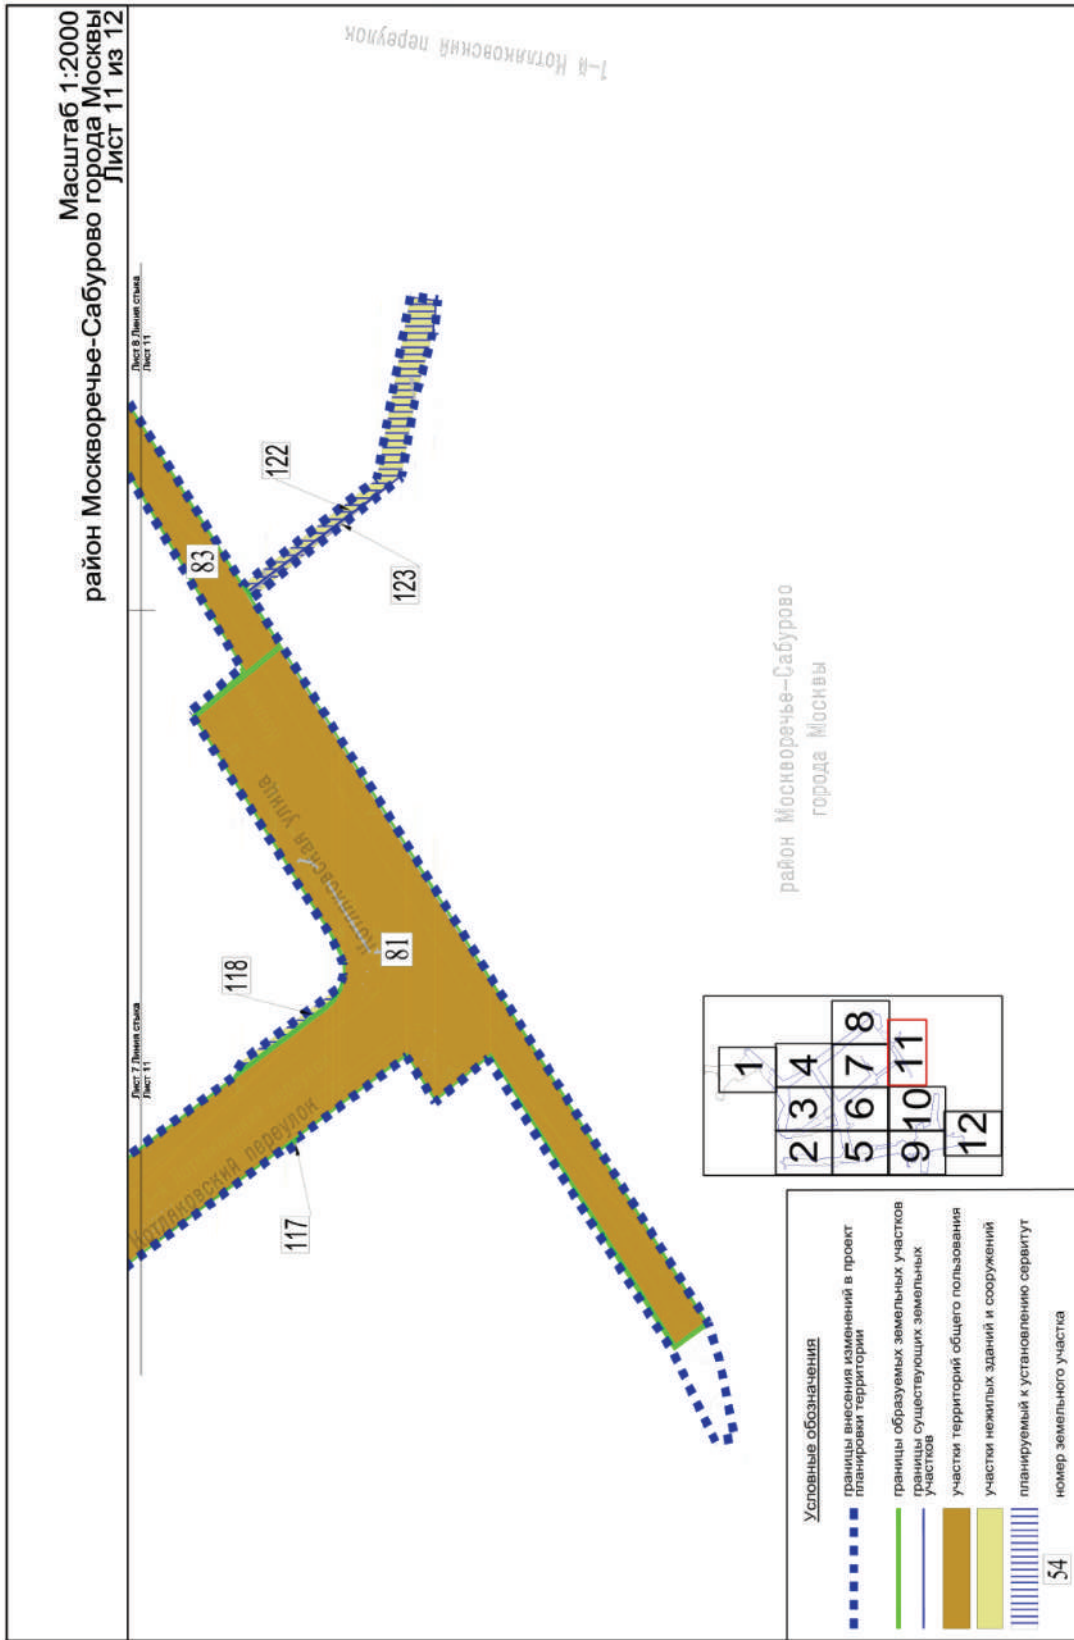 Масштаб 1:2000
район Москворечье-Сабурово города Москвы
Лист 11 из 12
Лист 7 Линия стыка
Лист 11
Лист 8 Линия стыка
Лист 11
1-й Котляковский переулок
83
122
123
Котляковская улица
81
118
Котляковский переулок
117
район Москворечье-Сабурово
города Москвы
1
2
3
4
5
6
7
8
9
10
11
12
Условные обозначения
границы внесения изменений в проект
планировки территории
границы образуемых земельных участков
границы существующих земельных
участков
участки территорий общего пользования
участки нежилых зданий и сооружений
планируемый к установлению сервитут
54
номер земельного участка